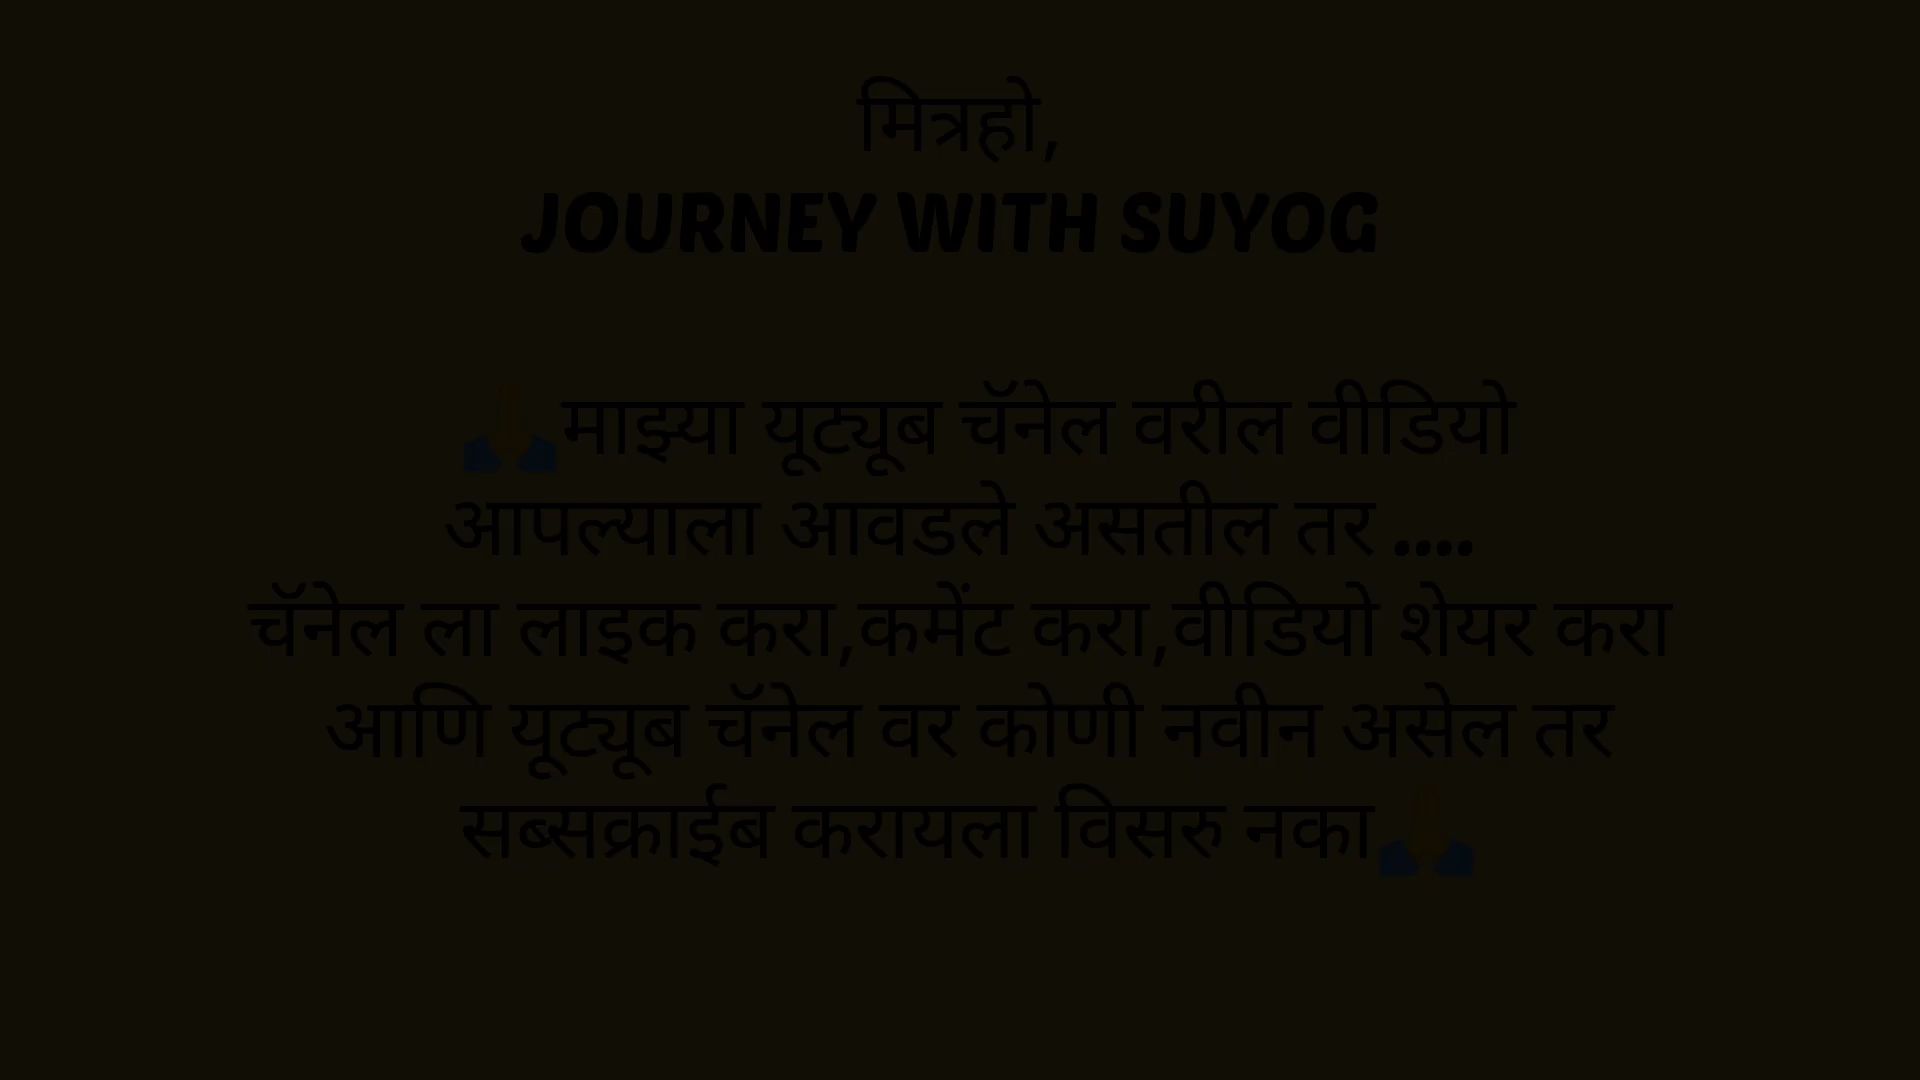 मित्रहो,
JOURNEY WITH SUYOG
🙏माझ्या यूट्यूब चॅनेल वरील वीडियो
आपल्याला आवडले असतील तर ....
चॅनेल ला लाइक करा,कमेंट करा,वीडियो शेयर करा
आणि यूट्यूब चॅनेल वर कोणी नवीन असेल तर
सब्सक्राईब करायला विसरु नका🙏